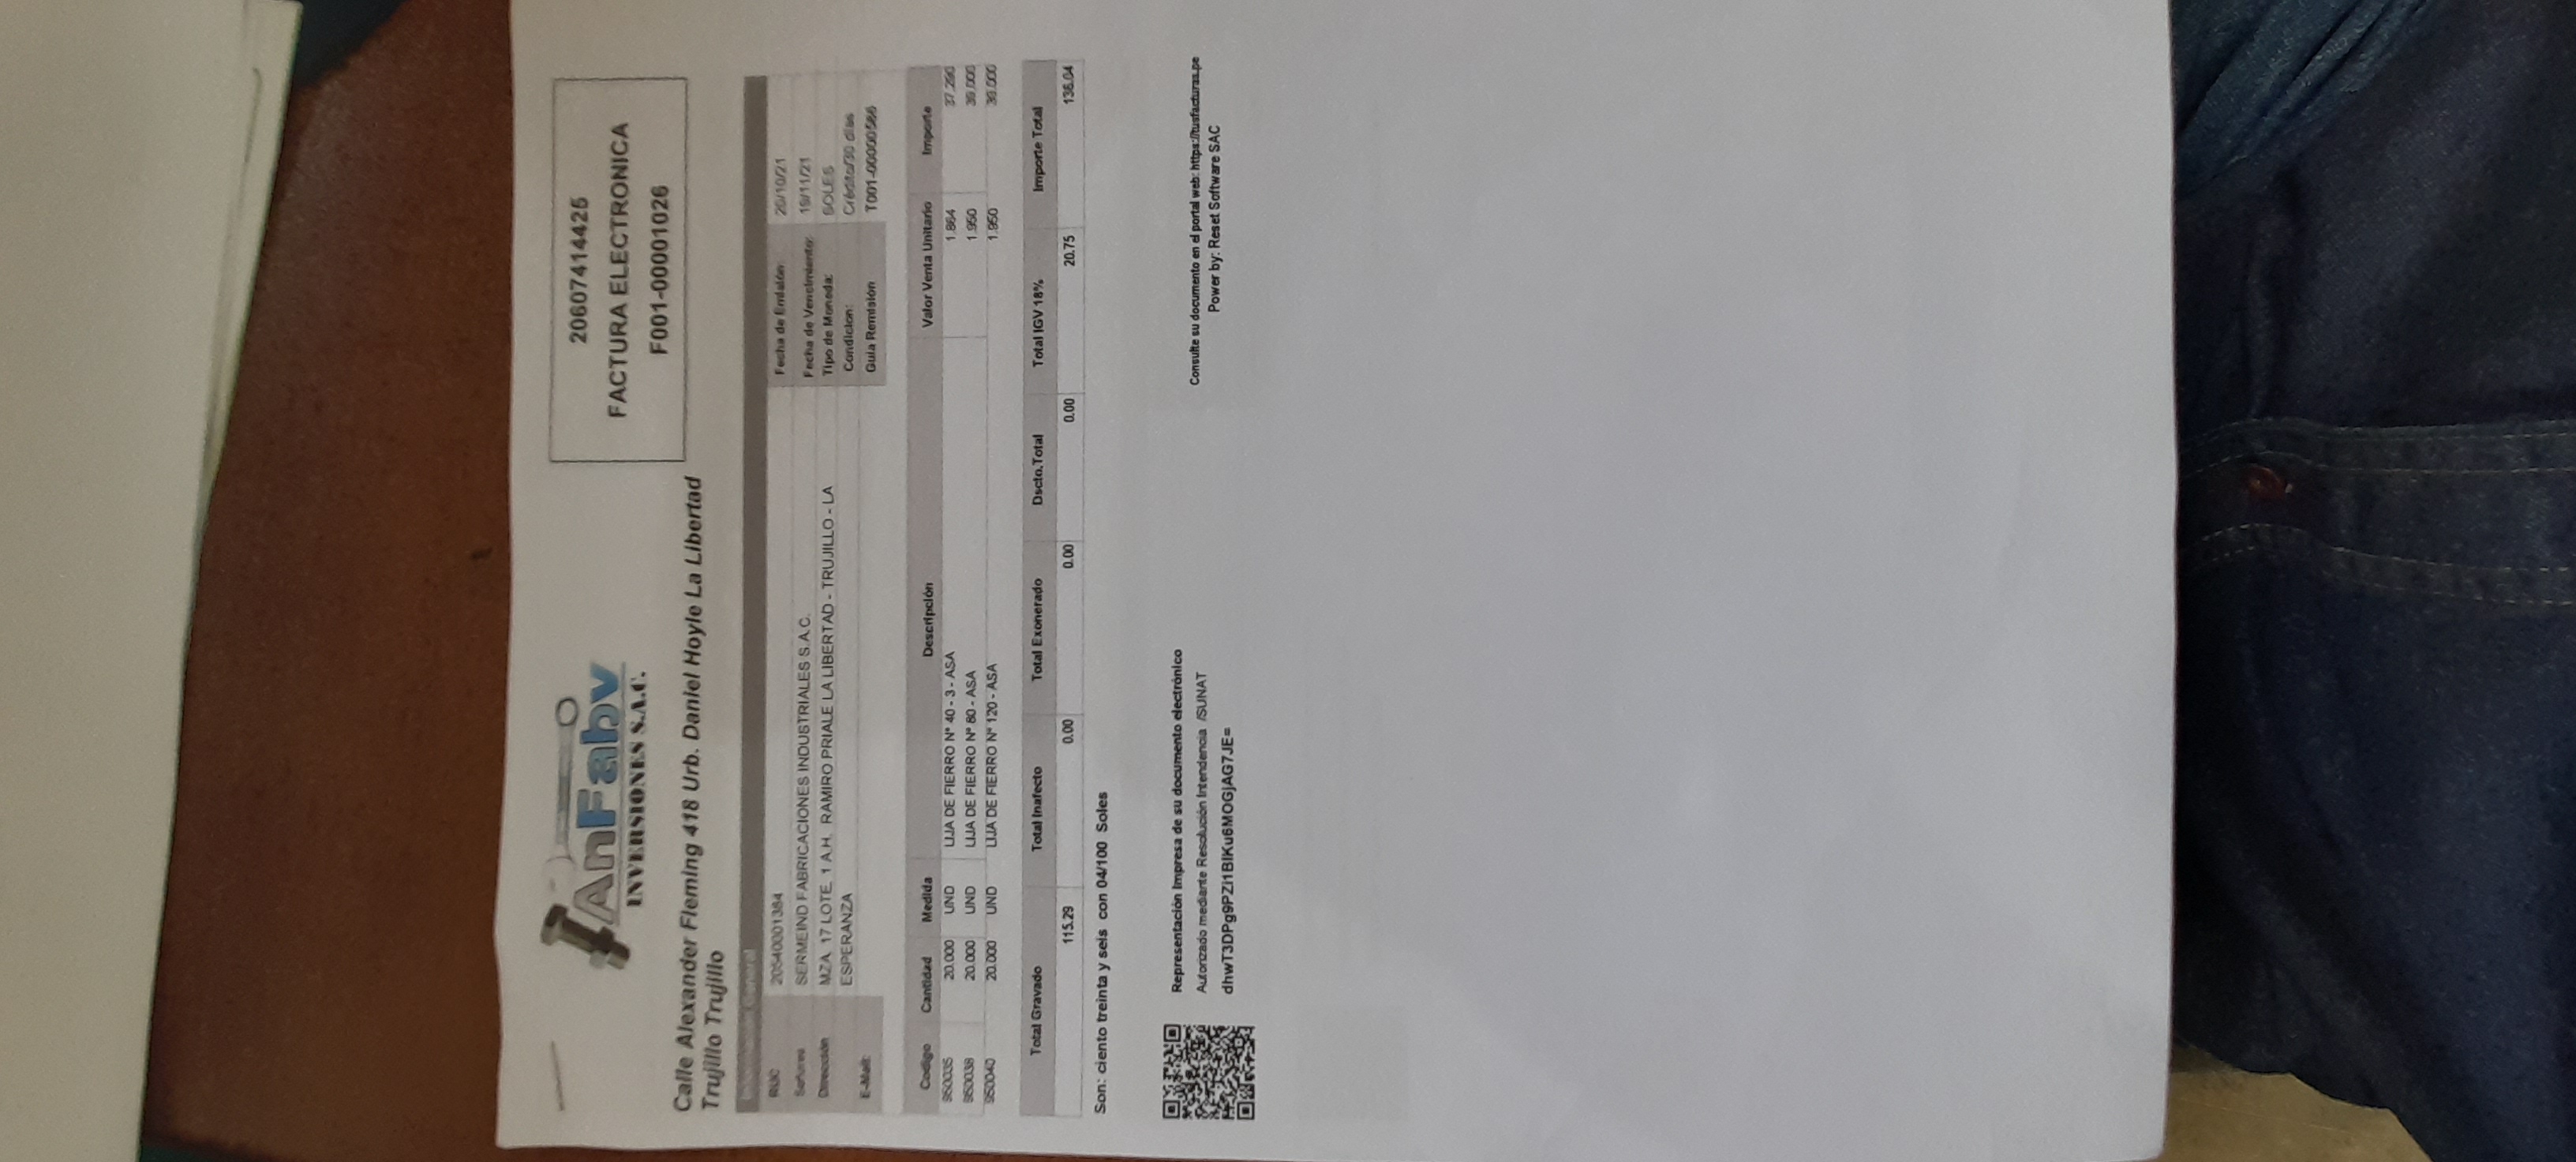 AnFabv
INVERSIONES S.A.C.
20607414425
FACTURA ELECTRONICA
F001-00001026
Calle Alexander Fleming 418 Urb. Daniel Hoyle La Libertad
Trujillo Trujillo
Información General
RUC 20540001384
Señores SERMEIND FABRICACIONES INDUSTRIALES S.A.C.
Dirección MZA. 17 LOTE. 1 A.H. RAMIRO PRIALE LA LIBERTAD - TRUJILLO - LA
ESPERANZA
E-Mail:
Fecha de Emisión: 20/10/21
Fecha de Vencimiento: 19/11/21
Tipo de Moneda: SOLES
Condicion: Crédito/30 días
Guia Remisión T001-00000586
Codigo Cantidad Medida Descripción Valor Venta Unitario Importe
950035 20.000 UND LIJA DE FIERRO N° 40 - 3 - ASA 1.864 37.290
950038 20.000 UND LIJA DE FIERRO N° 80 - ASA 1.950 39.000
950040 20.000 UND LIJA DE FIERRO N° 120 - ASA 1.950 39.000
Total Gravado Total Inafecto Total Exonerado Dscto.Total Total IGV 18% Importe Total
115.29 0.00 0.00 0.00 20.75 136.04
Son: ciento treinta y seis con 04/100 Soles
Representación Impresa de su documento electrónico
Autorizado mediante Resolución Intendencia /SUNAT
dhwT3DPg9PZi1BIKu6MOGjAG7JE=
Consulte su documento en el portal web: https://tusfacturas.pe
Power by: Reset Software SAC